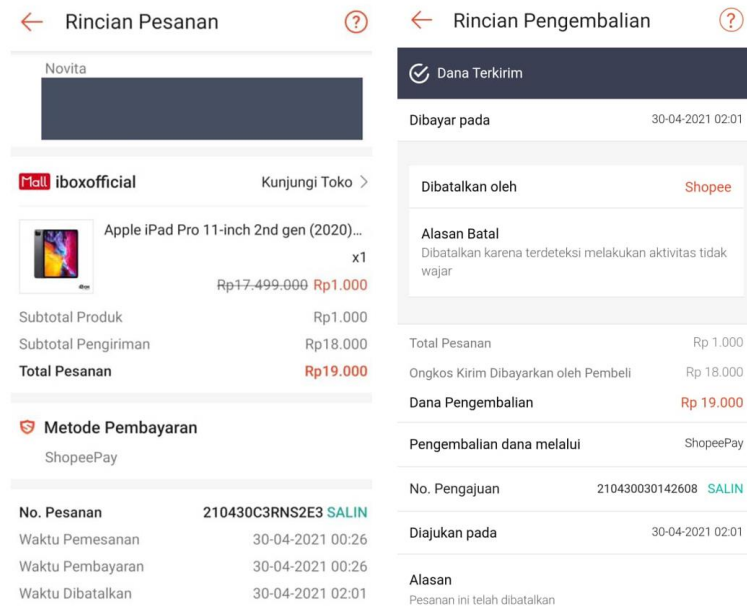 Rincian Pesanan
?
Novita
Mall iboxofficial
Kunjungi Toko >
Apple iPad Pro 11-inch 2nd gen (2020)...
x1
Rp17.499.000 Rp1.000
Subtotal Produk Rp1.000
Subtotal Pengiriman Rp18.000
Total Pesanan Rp19.000
Metode Pembayaran
ShopeePay
No. Pesanan 210430C3RNS2E3 SALIN
Waktu Pemesanan 30-04-2021 00:26
Waktu Pembayaran 30-04-2021 00:26
Waktu Dibatalkan 30-04-2021 02:01
Rincian Pengembalian
?
Dana Terkirim
Dibayar pada 30-04-2021 02:01
Dibatalkan oleh Shopee
Alasan Batal
Dibatalkan karena terdeteksi melakukan aktivitas tidak
wajar
Total Pesanan Rp 1.000
Ongkos Kirim Dibayarkan oleh Pembeli Rp 18.000
Dana Pengembalian Rp 19.000
Pengembalian dana melalui ShopeePay
No. Pengajuan 210430030142608 SALIN
Diajukan pada 30-04-2021 02:01
Alasan
Pesanan ini telah dibatalkan